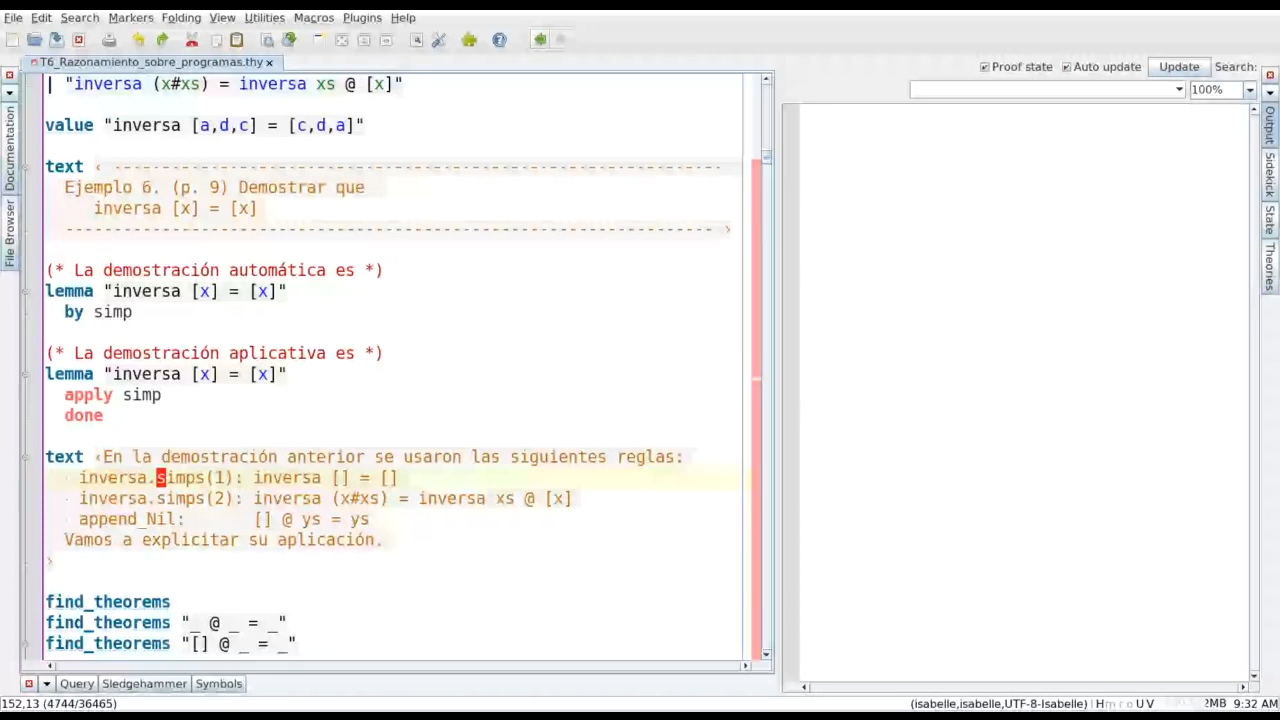 File Edit Search Markers Folding View Utilities Macros Plugins Help
T6_Razonamiento_sobre_programas.thy
Proof state Auto update Update Search:
100%
Documentation
File Browser
Output
Sidekick
State
Theories
| "inversa (x#xs) = inversa xs @ [x]"
value "inversa [a,d,c] = [c,d,a]"
text ‹ ---------------------------------------------------------------
Ejemplo 6. (p. 9) Demostrar que
inversa [x] = [x]
------------------------------------------------------------------- ›
(* La demostración automática es *)
lemma "inversa [x] = [x]"
by simp
(* La demostración aplicativa es *)
lemma "inversa [x] = [x]"
apply simp
done
text ‹En la demostración anterior se usaron las siguientes reglas:
· inversa.simps(1): inversa [] = []
· inversa.simps(2): inversa (x#xs) = inversa xs @ [x]
· append_Nil: [] @ ys = ys
Vamos a explicitar su aplicación.
›
find_theorems
find_theorems "_ @ _ = _"
find_theorems "[] @ _ = _"
Query Sledgehammer Symbols
152,13 (4744/36465) (isabelle,isabelle,UTF-8-Isabelle) 9:32 AM